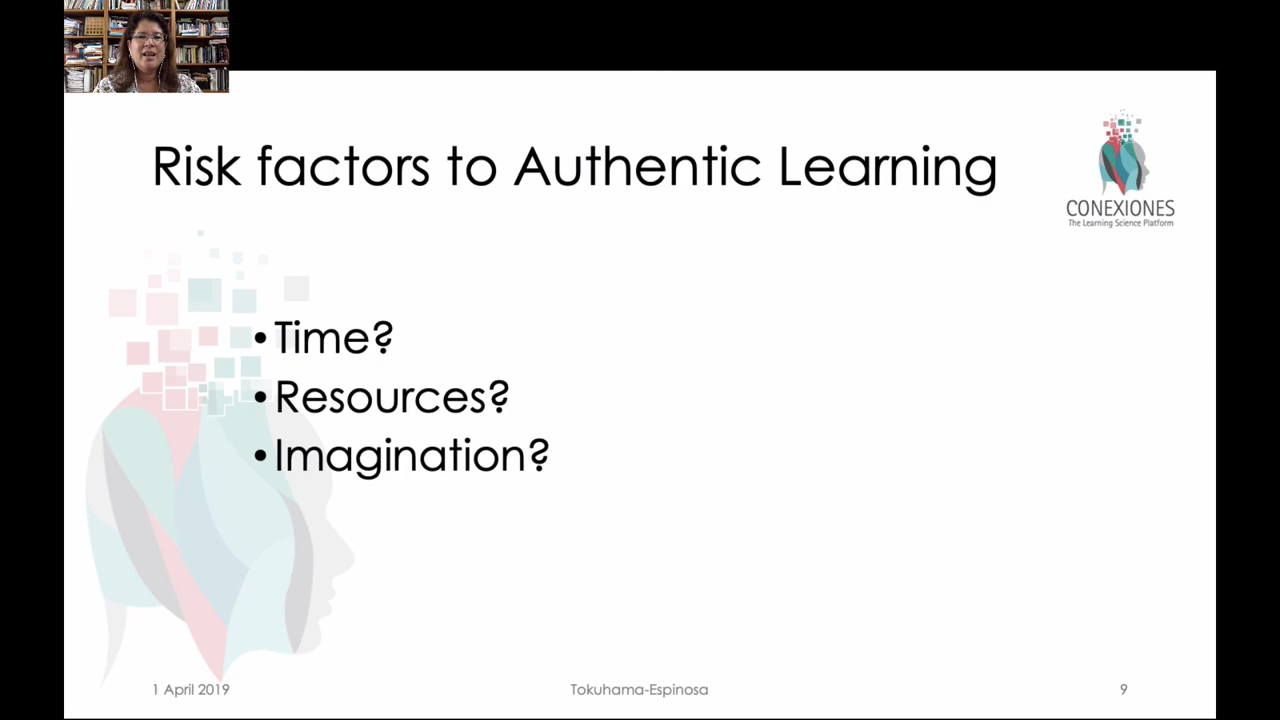 Risk factors to Authentic Learning
CONEXIONES
The Learning Science Platform
•Time?
•Resources?
•Imagination?
1 April 2019
Tokuhama-Espinosa
9